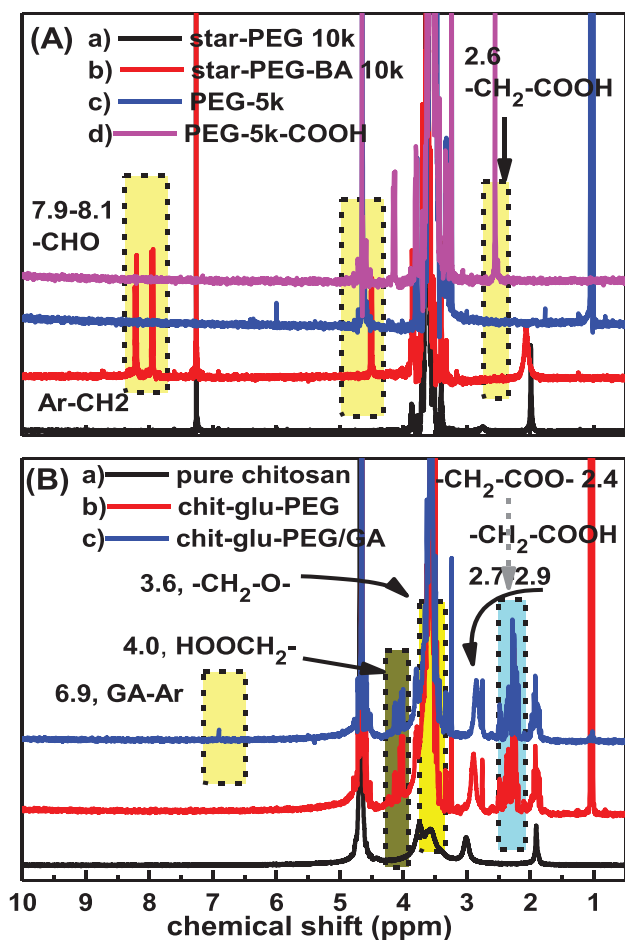 (A)
a) star-PEG 10k
b) star-PEG-BA 10k
c) PEG-5k
d) PEG-5k-COOH
2.6
-CH2-COOH
7.9-8.1
-CHO
Ar-CH2
(B)
a) pure chitosan
b) chit-glu-PEG
c) chit-glu-PEG/GA
-CH2-COO- 2.4
-CH2-COOH
2.7-2.9
3.6, -CH2-O-
4.0, HOOCH2-
6.9, GA-Ar
10 9 8 7 6 5 4 3 2 1
chemical shift (ppm)